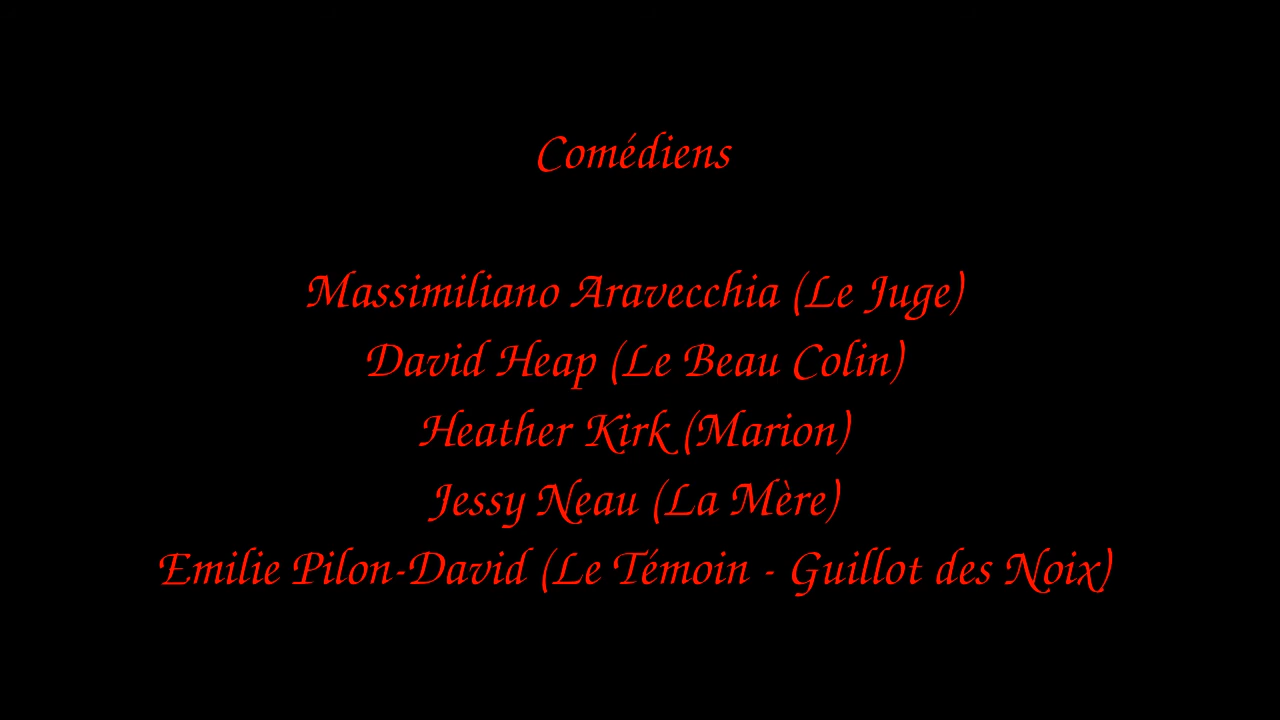 Comédiens
Massimiliano Aravecchia (Le Juge)
David Heap (Le Beau Colin)
Heather Kirk (Marion)
Jessy Neau (La Mère)
Emilie Pilon-David (Le Témoin - Guillot des Noix)